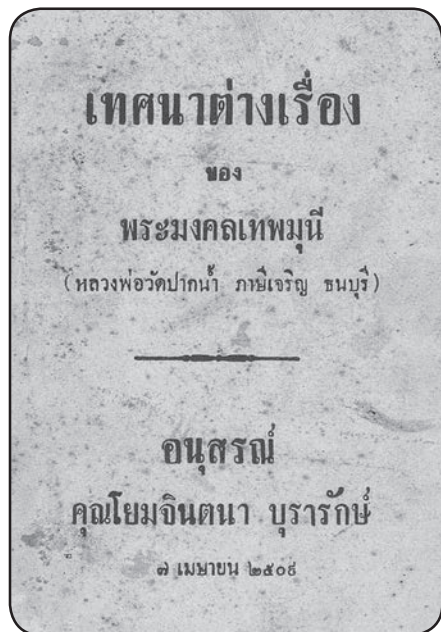 เทศนาต่างเรื่อง
ของ
พระมงคลเทพมุนี
(หลวงพ่อวัดปากน้ำ ภาษีเจริญ ธนบุรี)
อนุสรณ์
คุณโยมจินตนา บุรารักษ์
๗ เมษายน ๒๕๐๙